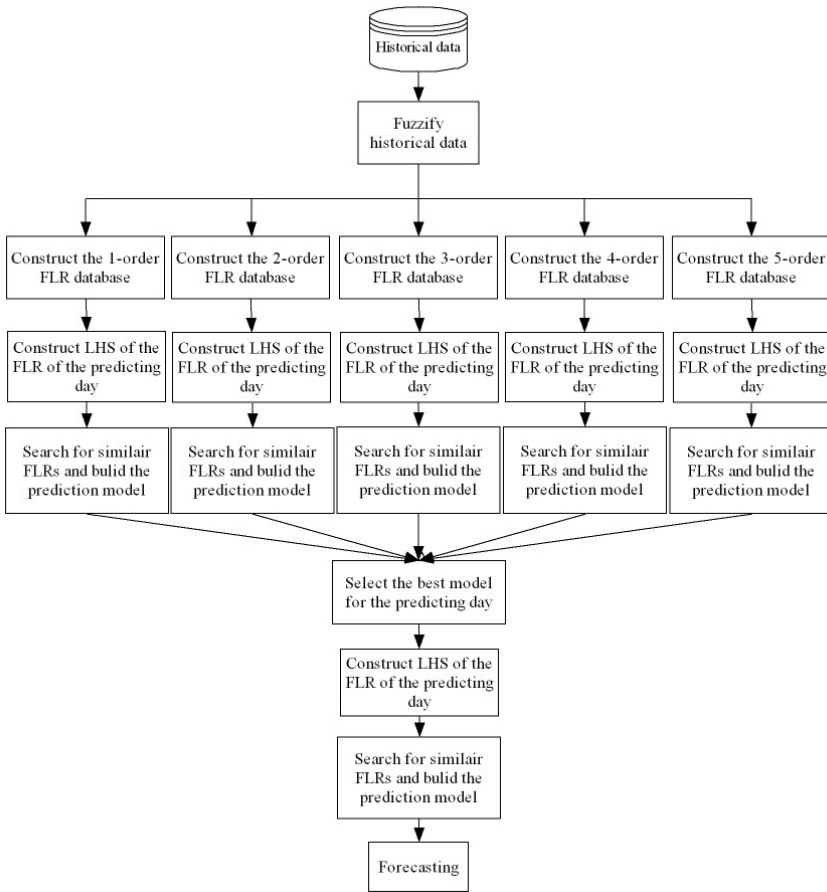 Historical data
Fuzzify
historical data
Construct the 1-order
FLR database
Construct the 2-order
FLR database
Construct the 3-order
FLR database
Construct the 4-order
FLR database
Construct the 5-order
FLR database
Construct LHS of the
FLR of the predicting
day
Construct LHS of the
FLR of the predicting
day
Construct LHS of the
FLR of the predicting
day
Construct LHS of the
FLR of the predicting
day
Construct LHS of the
FLR of the predicting
day
Search for similair
FLRs and bulid the
prediction model
Search for similair
FLRs and bulid the
prediction model
Search for similair
FLRs and bulid the
prediction model
Search for similair
FLRs and bulid the
prediction model
Search for similair
FLRs and bulid the
prediction model
Select the best model
for the predicting day
Construct LHS of the
FLR of the predicting
day
Search for similair
FLRs and bulid the
prediction model
Forecasting